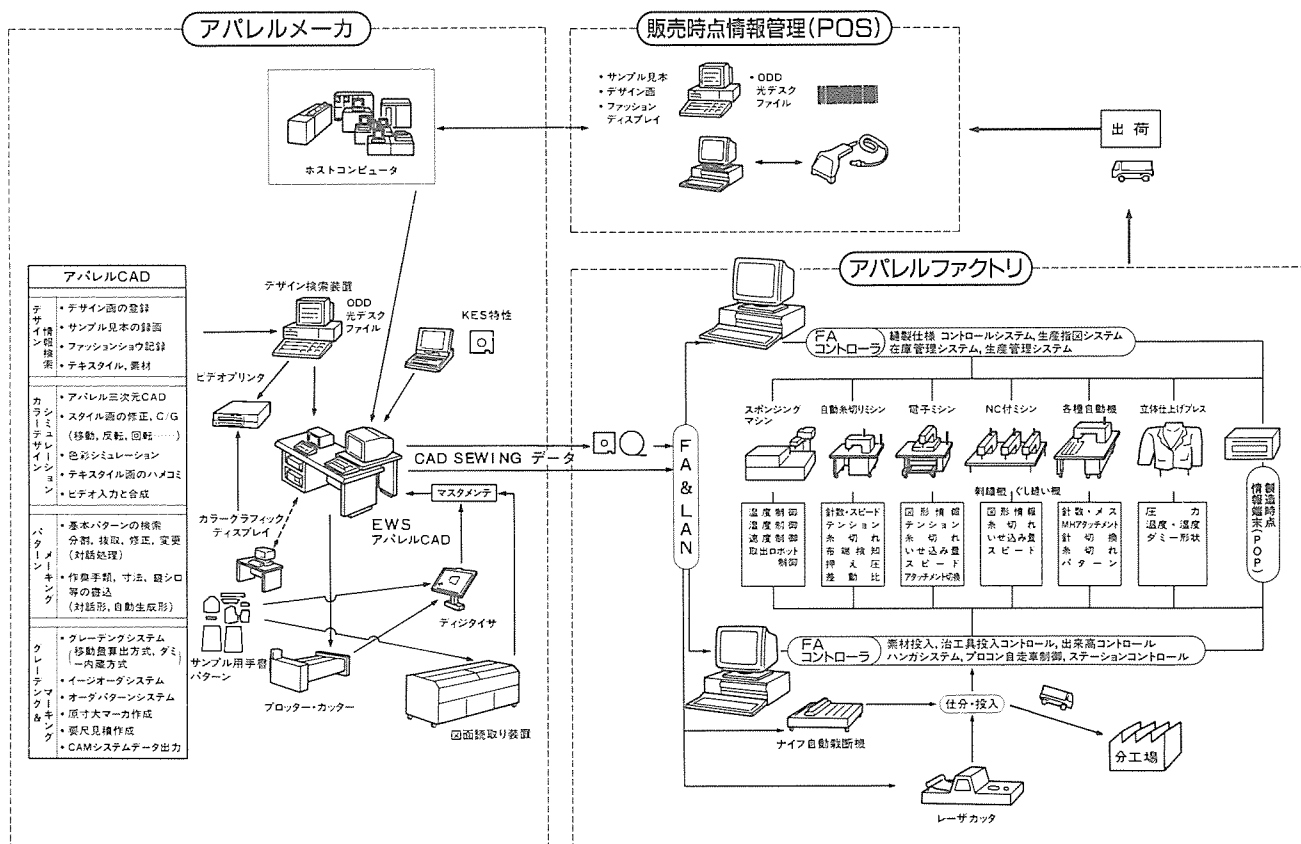 アパレルメーカ
ホストコンピュータ
アパレルCAD
デザイン情報検索
• デザイン画の登録
• サンプル見本の録画
• ファッションショウ記録
• テキスタイル, 素材
カラーデザインシミュレーション
• アパレル三次元CAD
• スタイル画の修正, C/G
(移動, 反転, 回転……)
• 色彩シミュレーション
• テキスタイル画のハメコミ
• ビデオ入力と合成
パターンメーキング
• 基本パターンの検索
分割, 抜取, 修正, 変更
(対話処理)
• 作奥手類, 寸法, 縫シロ
等の書込
(対話形, 自動生成形)
グレーデング&マーキング
• グレーデングシステム
(移動量算出方式, ダミー内蔵方式)
• イージオーダシステム
• オーダパターンシステム
• 原寸大マーカ作成
• 要尺見積作成
• CAMシステムデータ出力
デザイン検索装置
ODD
光デスク
ファイル
KES特性
ビデオプリンタ
カラーグラフィック
ディスプレイ
EWS
アパレルCAD
マスタメンテ
ディジタイザ
サンプル用手書
パターン
プロッター・カッター
図面読取り装置
CAD SEWING データ
販売時点情報管理(POS)
• サンプル見本
• デザイン画
• ファッション
ディスプレイ
• ODD
光デスク
ファイル
出荷
アパレルファクトリ
FA&LAN
FA
コントローラ
縫製仕様 コントロールシステム, 生産指図システム
在庫管理システム, 生産管理システム
スポンジング
マシン
自動糸切りミシン
電子ミシン
NC付ミシン
各種自動機
立体仕上げプレス
刺縫機 ぐし縫い機
温度制御
湿度制御
速度制御
取出ロボット
制御
針数・スピード
テンション
糸切れ
布端検知
押え圧
差動比
図形情報
テンション
糸切れ
いせ込み量
スピード
アタッチメント切換
図形情報
糸切れ
いせ込み量
スピード
針数・メス
MHアタッチメント
針切換
糸切れ
パターン
圧力
温度・湿度
ダミー形状
製造時点
情報端末(POP)
FA
コントローラ
素材投入, 治工具投入コントロール, 出来高コントロール
ハンガシステム, プロコン自走車制御, ステーションコントロール
ナイフ自動裁断機
仕分・投入
分工場
レーザカッタ